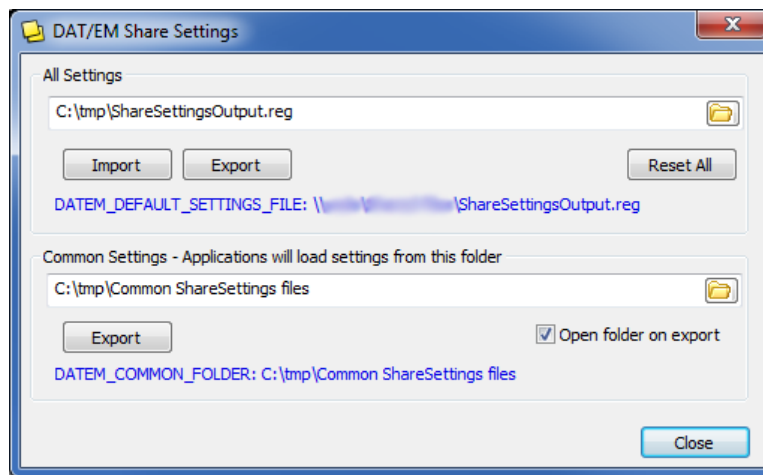 DAT/EM Share Settings
All Settings
C:\tmp\ShareSettingsOutput.reg
Import Export Reset All
DATEM_DEFAULT_SETTINGS_FILE: \\ \ \ShareSettingsOutput.reg
Common Settings - Applications will load settings from this folder
C:\tmp\Common ShareSettings files
Export Open folder on export
DATEM_COMMON_FOLDER: C:\tmp\Common ShareSettings files
Close